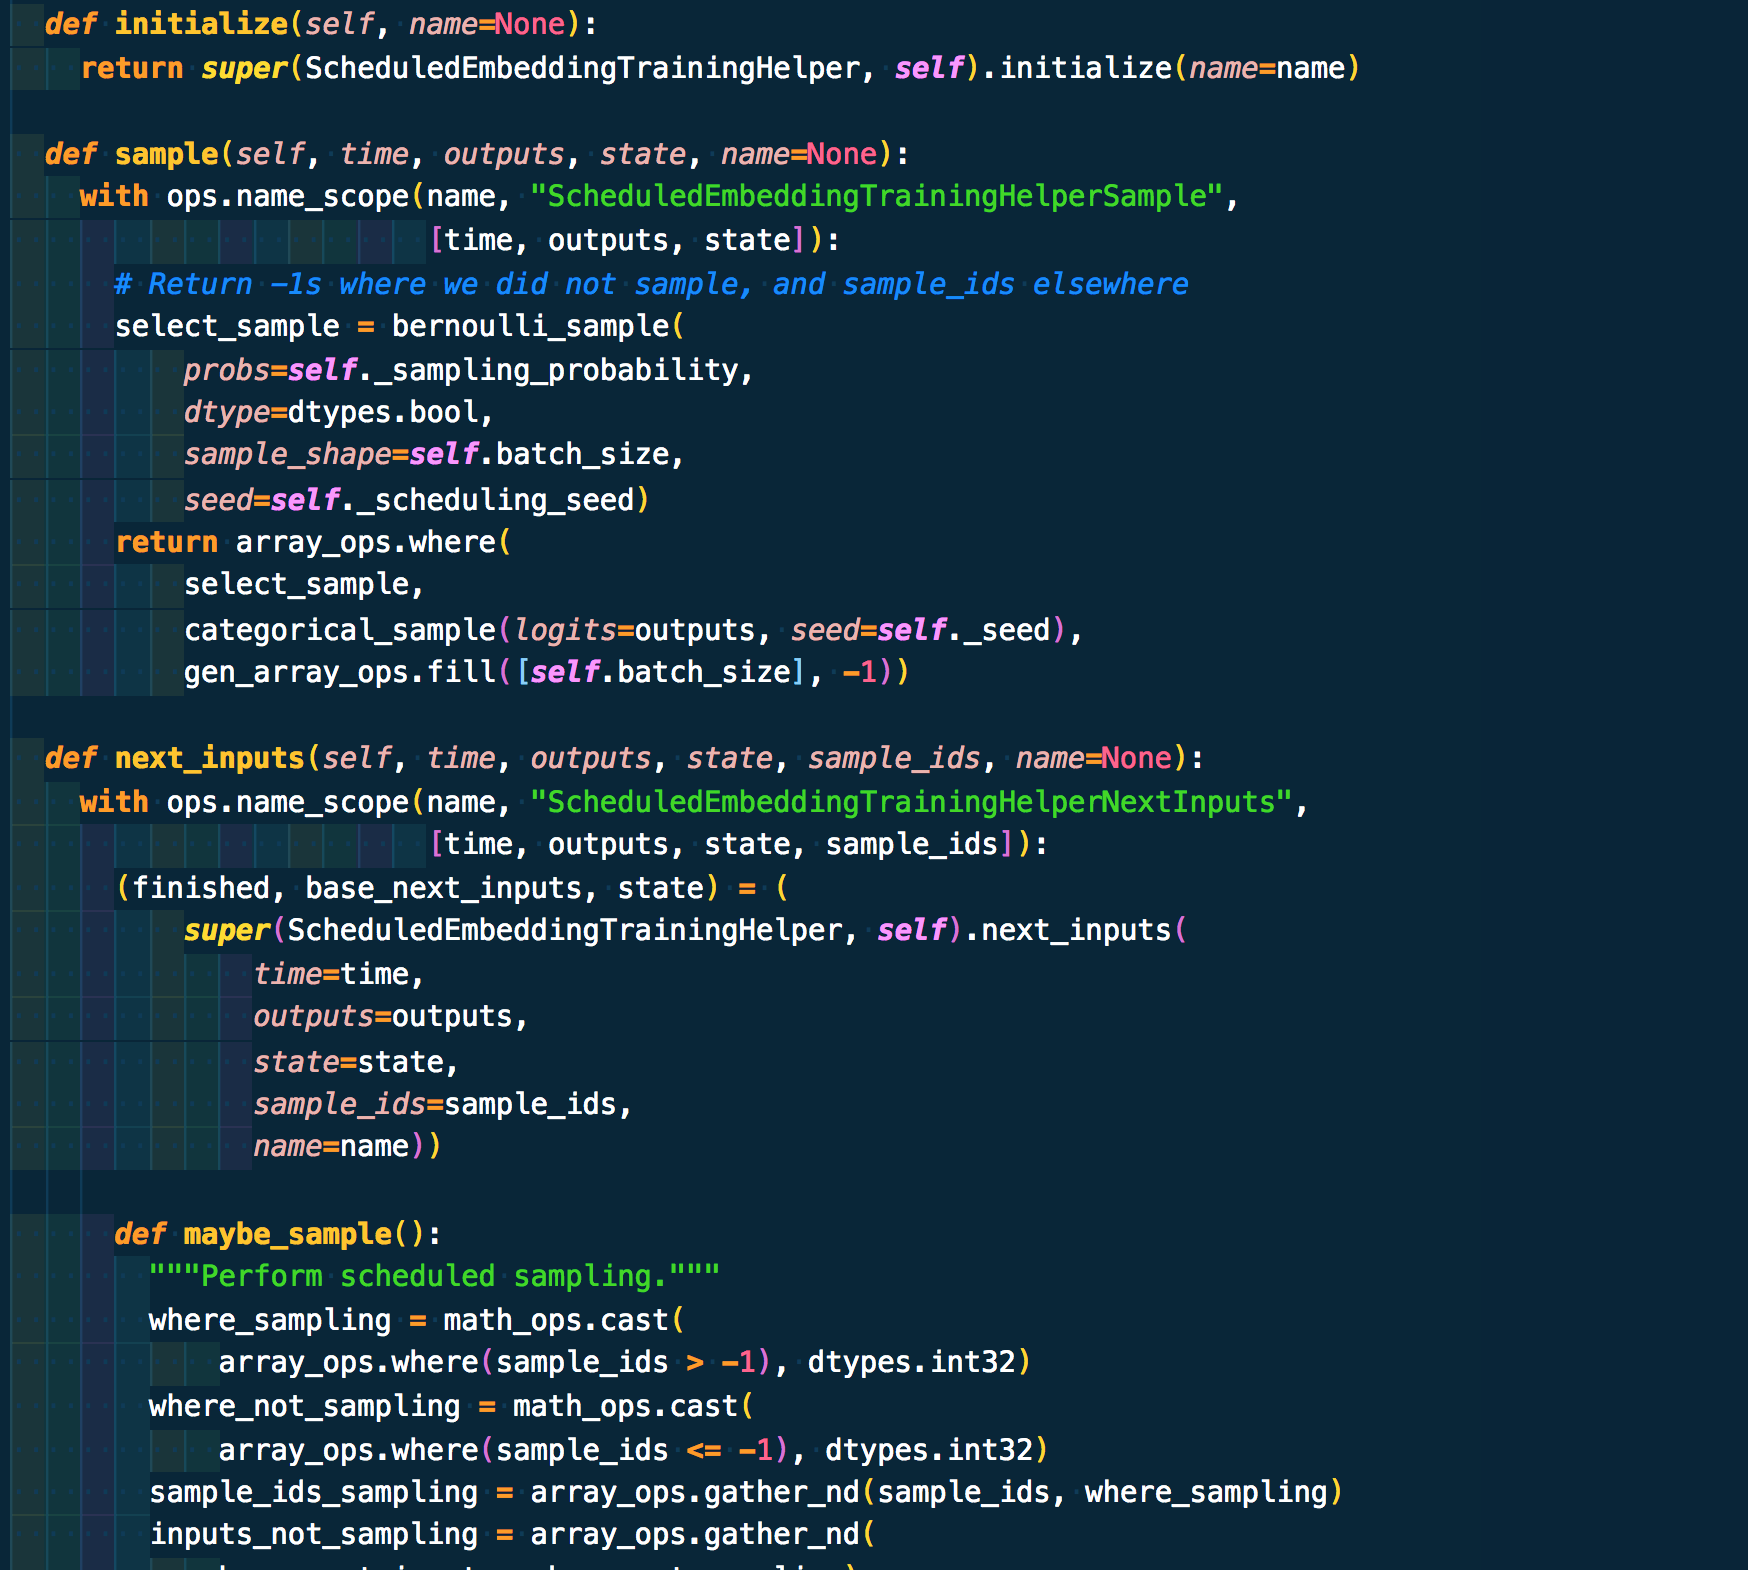 def initialize(self, name=None):
return super(ScheduledEmbeddingTrainingHelper, self).initialize(name=name)
def sample(self, time, outputs, state, name=None):
with ops.name_scope(name, "ScheduledEmbeddingTrainingHelperSample",
[time, outputs, state]):
# Return -1s where we did not sample, and sample_ids elsewhere
select_sample = bernoulli_sample(
probs=self._sampling_probability,
dtype=dtypes.bool,
sample_shape=self.batch_size,
seed=self._scheduling_seed)
return array_ops.where(
select_sample,
categorical_sample(logits=outputs, seed=self._seed),
gen_array_ops.fill([self.batch_size], -1))
def next_inputs(self, time, outputs, state, sample_ids, name=None):
with ops.name_scope(name, "ScheduledEmbeddingTrainingHelperNextInputs",
[time, outputs, state, sample_ids]):
(finished, base_next_inputs, state) = (
super(ScheduledEmbeddingTrainingHelper, self).next_inputs(
time=time,
outputs=outputs,
state=state,
sample_ids=sample_ids,
name=name))
def maybe_sample():
"""Perform scheduled sampling."""
where_sampling = math_ops.cast(
array_ops.where(sample_ids > -1), dtypes.int32)
where_not_sampling = math_ops.cast(
array_ops.where(sample_ids <= -1), dtypes.int32)
sample_ids_sampling = array_ops.gather_nd(sample_ids, where_sampling)
inputs_not_sampling = array_ops.gather_nd(